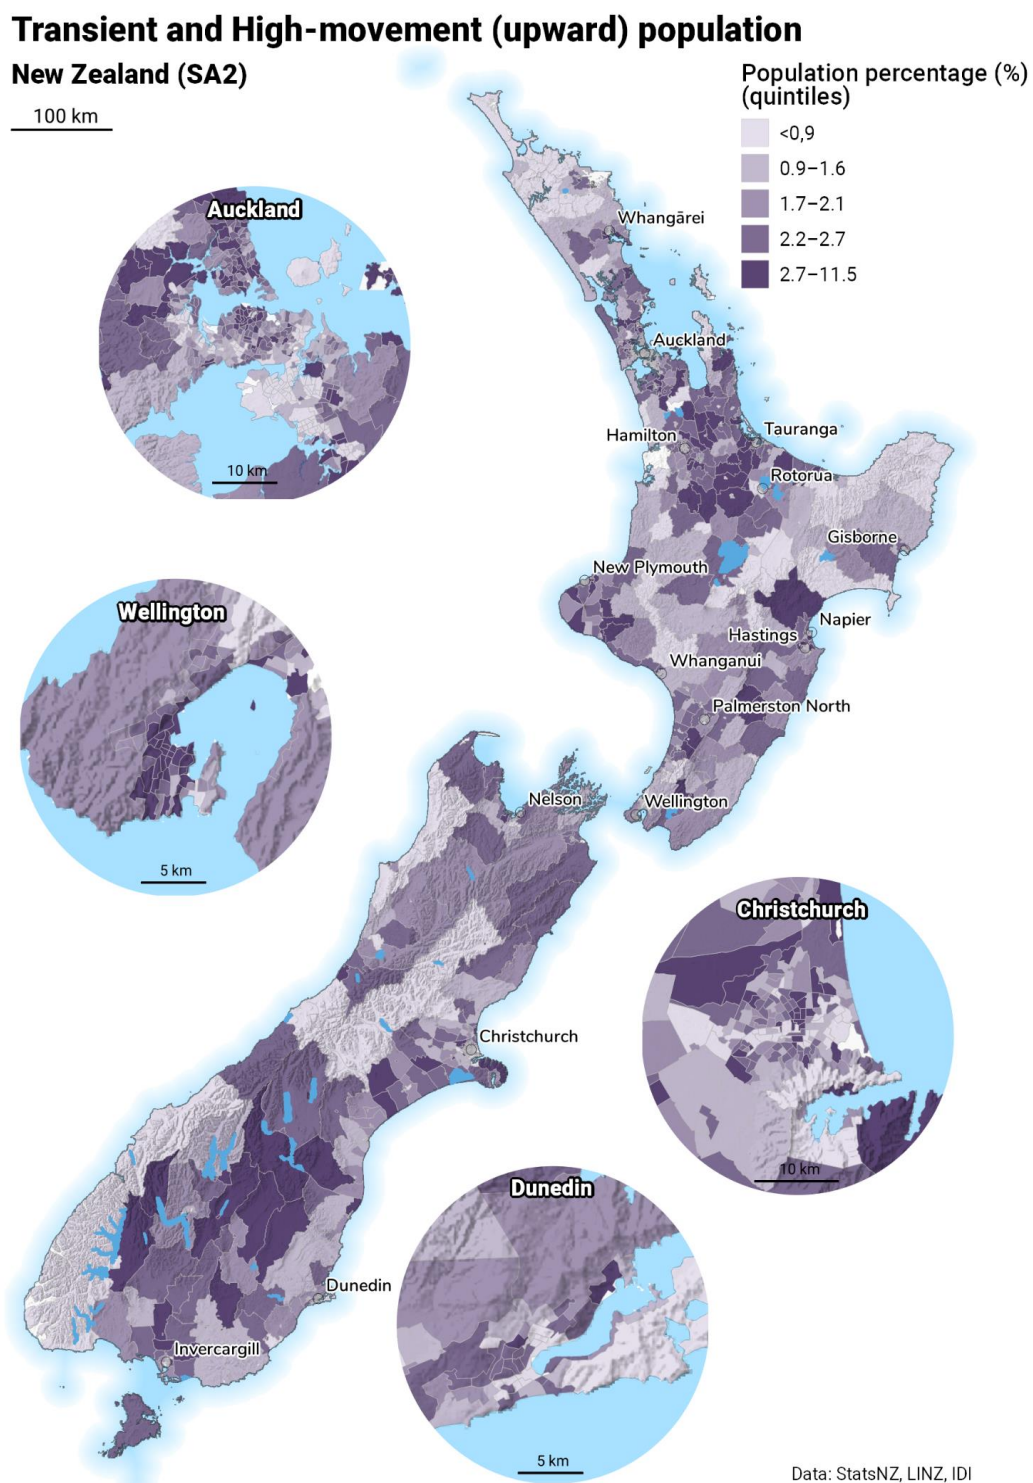 Transient and High-movement (upward) population
New Zealand (SA2)
100 km
Population percentage (%)
(quintiles)
<0,9
0.9–1.6
1.7–2.1
2.2–2.7
2.7–11.5
Auckland
10 km
Whangārei
Auckland
Hamilton
Tauranga
Rotorua
Gisborne
New Plymouth
Napier
Hastings
Whanganui
Palmerston North
Wellington
5 km
Nelson
Wellington
Christchurch
10 km
Christchurch
Dunedin
5 km
Dunedin
Invercargill
Data: StatsNZ, LINZ, IDI